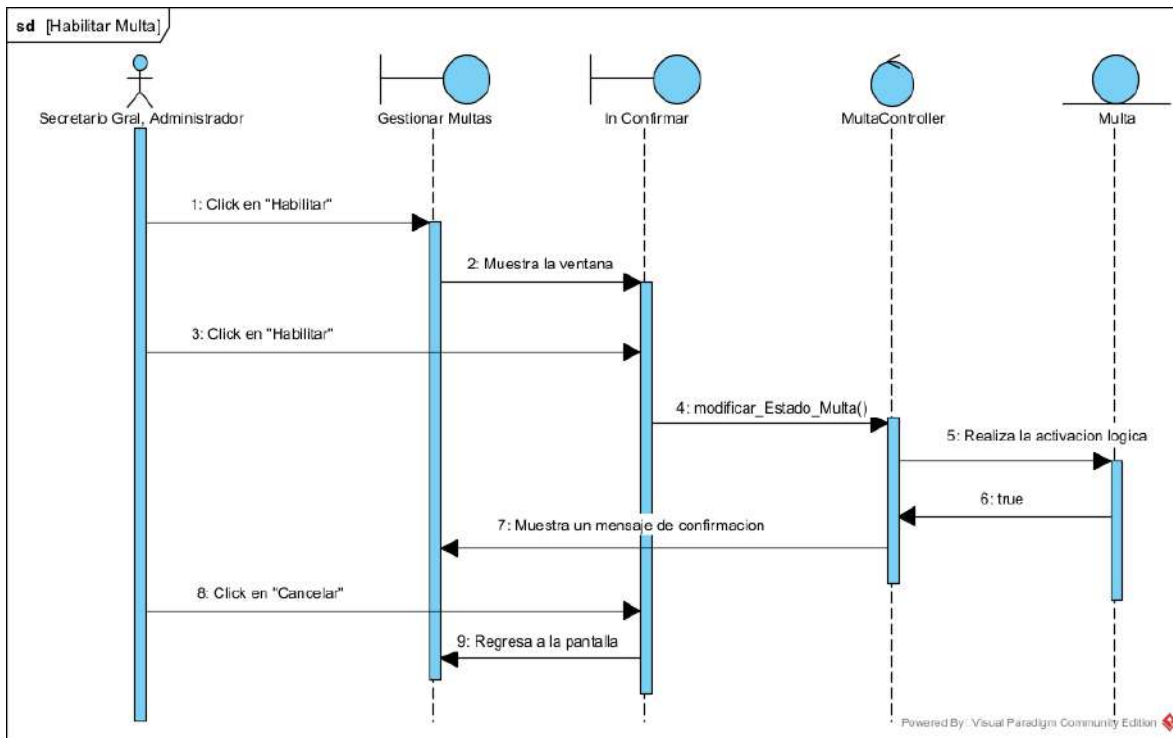 sd [Habilitar Multa]
Secretario Gral, Administrador
Gestionar Multas
In Confirmar
MultaController
Multa
1: Click en "Habilitar"
2: Muestra la ventana
3: Click en "Habilitar"
4: modificar_Estado_Multa()
5: Realiza la activacion logica
6: true
7: Muestra un mensaje de confirmacion
8: Click en "Cancelar"
9: Regresa a la pantalla
Powered By: Visual Paradigm Community Edition